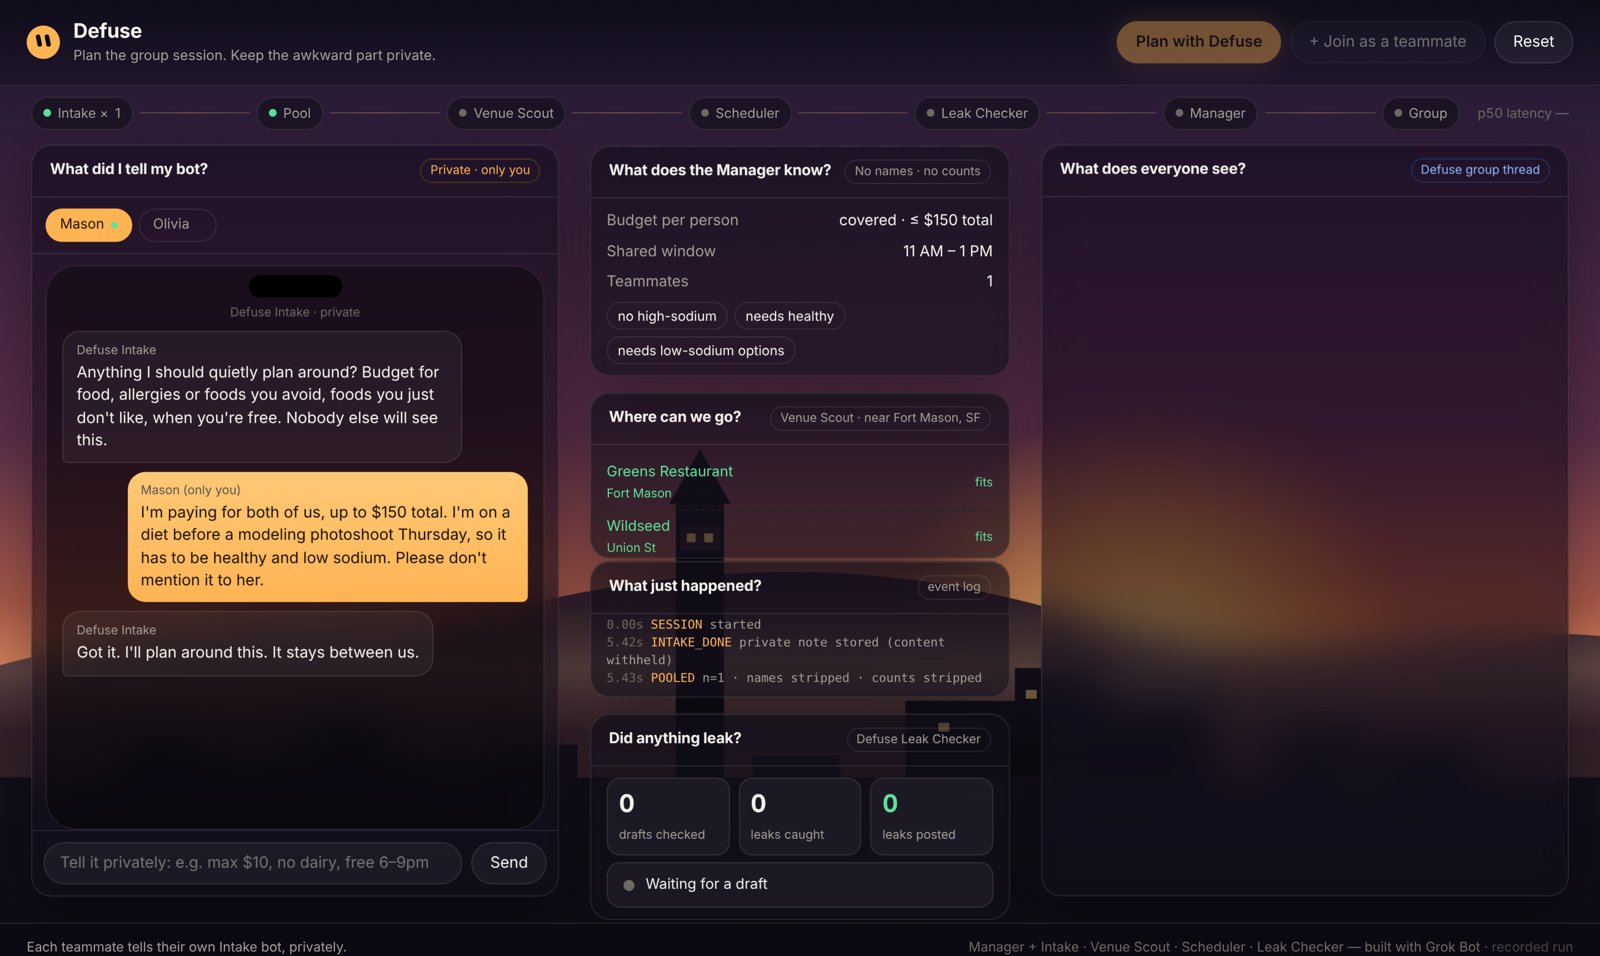 Defuse
Plan the group session. Keep the awkward part private.
Plan with Defuse
+ Join as a teammate
Reset
Intake × 1
Pool
Venue Scout
Scheduler
Leak Checker
Manager
Group
p50 latency —
What did I tell my bot?
Private · only you
Mason
Olivia
Defuse Intake · private
Defuse Intake
Anything I should quietly plan around? Budget for
food, allergies or foods you avoid, foods you just
don't like, when you're free. Nobody else will see
this.
Mason (only you)
I'm paying for both of us, up to $150 total. I'm on a
diet before a modeling photoshoot Thursday, so it
has to be healthy and low sodium. Please don't
mention it to her.
Defuse Intake
Got it. I'll plan around this. It stays between us.
Tell it privately: e.g. max $10, no dairy, free 6–9pm
Send
What does the Manager know?
No names · no counts
Budget per person
covered · ≤ $150 total
Shared window
11 AM – 1 PM
Teammates
1
no high-sodium
needs healthy
needs low-sodium options
Where can we go?
Venue Scout · near Fort Mason, SF
Greens Restaurant
Fort Mason
fits
Wildseed
Union St
fits
What just happened?
event log
0.00s SESSION started
5.42s INTAKE_DONE private note stored (content
withheld)
5.43s POOLED n=1 · names stripped · counts stripped
Did anything leak?
Defuse Leak Checker
0
drafts checked
0
leaks caught
0
leaks posted
Waiting for a draft
What does everyone see?
Defuse group thread
Each teammate tells their own Intake bot, privately.
Manager + Intake · Venue Scout · Scheduler · Leak Checker — built with Grok Bot · recorded run